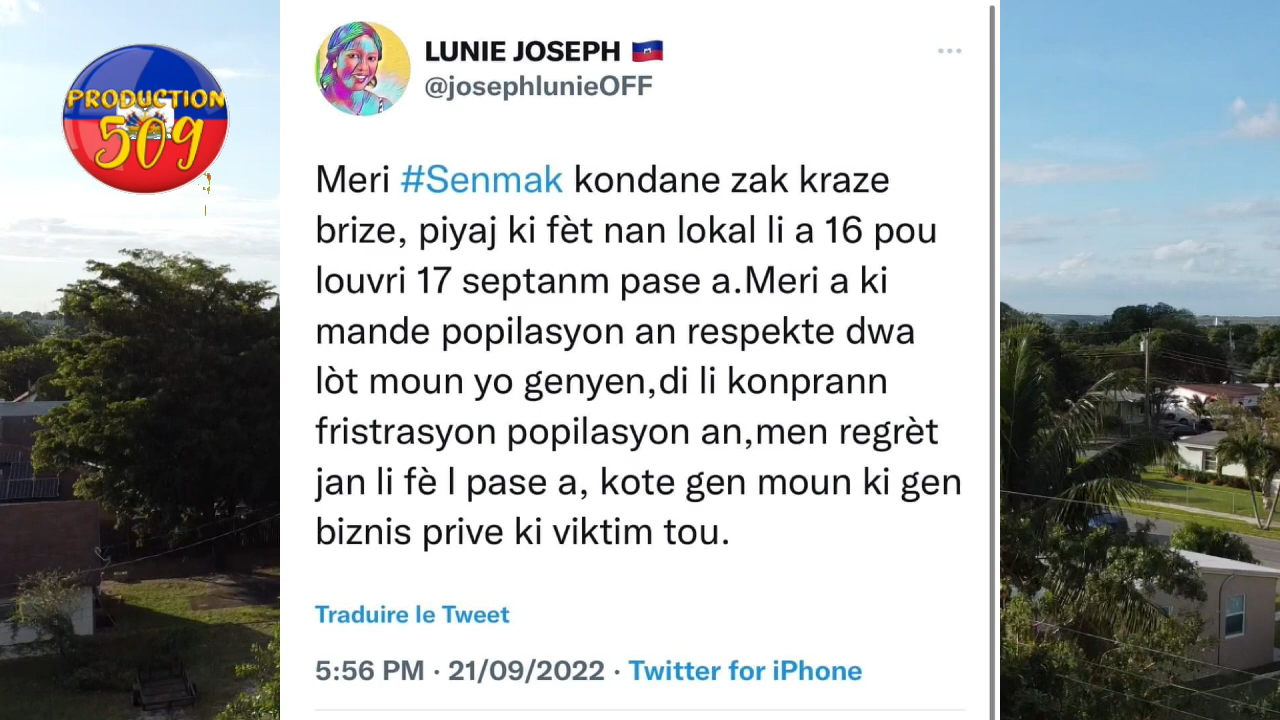 PRODUCTION
509
LUNIE JOSEPH 🇭🇹
@josephlunieOFF
Meri #Senmak kondane zak kraze
brize, piyaj ki fèt nan lokal li a 16 pou
louvri 17 septanm pase a.Meri a ki
mande popilasyon an respekte dwa
lòt moun yo genyen,di li konprann
fristrasyon popilasyon an,men regrèt
jan li fè l pase a, kote gen moun ki gen
biznis prive ki viktim tou.
Traduire le Tweet
5:56 PM · 21/09/2022 · Twitter for iPhone